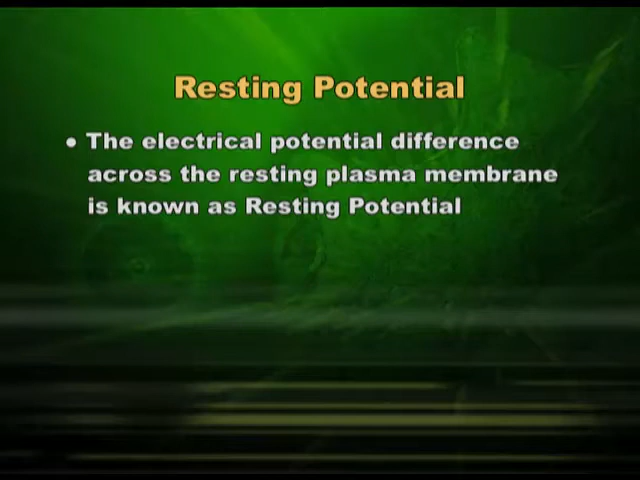 Resting Potential
• The electrical potential difference
across the resting plasma membrane
is known as Resting Potential